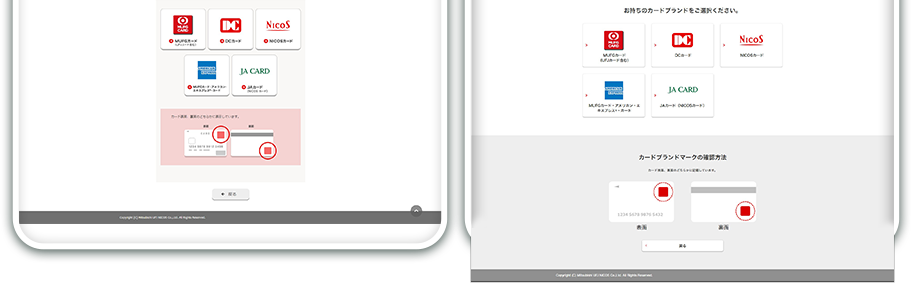 MUFG CARD
DC
NICOS
MUFGカード
(UFJカード含む)
DCカード
NICOSカード
AMERICAN EXPRESS
JA CARD
MUFGカード・アメリカン・
エキスプレス・カード
JAカード
(NICOSカード)
カード表面、裏面のどちらかに表示しています。
表面
裏面
戻る
Copyright (C) Mitsubishi UFJ NICOS Co.,Ltd. All Rights Reserved.
お持ちのカードブランドをご選択ください。
MUFG CARD
DC
NICOS
MUFGカード
(UFJカード含む)
DCカード
NICOSカード
AMERICAN EXPRESS
JA CARD
MUFGカード・アメリカン・エ
キスプレス・カード
JAカード（NICOSカード）
カードブランドマークの確認方法
カード表面、裏面のどちらかに記載しています。
1234 5678 9876 5432
表面
裏面
戻る
Copyright (C) Mitsubishi UFJ NICOS Co.,Ltd. All Rights Reserved.